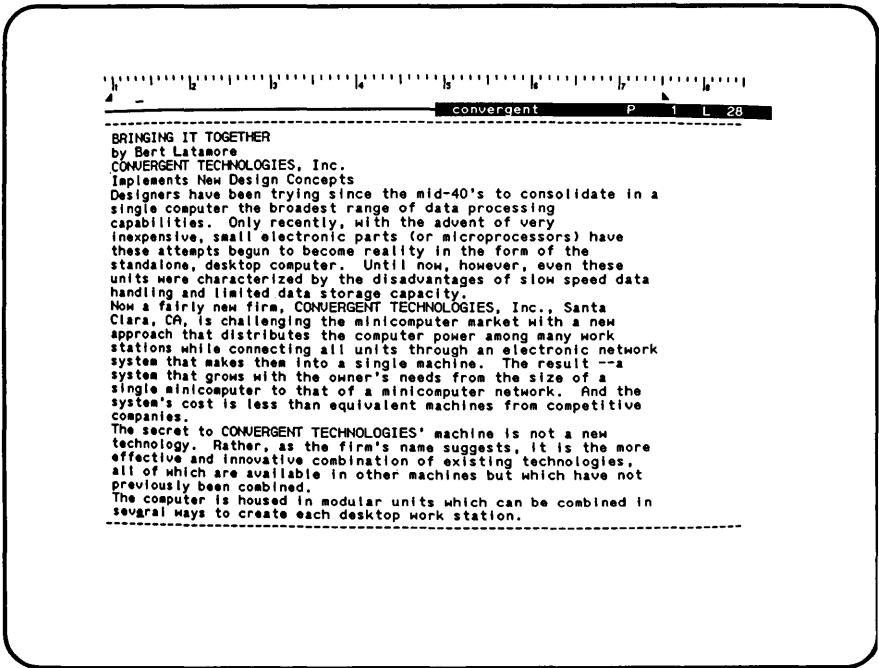 1 2 3 4 5 6 7 8
convergent P 1 L 28
BRINGING IT TOGETHER
by Bert Latamore
CONVERGENT TECHNOLOGIES, Inc.
Implements New Design Concepts
Designers have been trying since the mid-40's to consolidate in a
single computer the broadest range of data processing
capabilities. Only recently, with the advent of very
inexpensive, small electronic parts (or microprocessors) have
these attempts begun to become reality in the form of the
standalone, desktop computer. Until now, however, even these
units were characterized by the disadvantages of slow speed data
handling and limited data storage capacity.
Now a fairly new firm, CONVERGENT TECHNOLOGIES, Inc., Santa
Clara, CA, is challenging the minicomputer market with a new
approach that distributes the computer power among many work
stations while connecting all units through an electronic network
system that makes them into a single machine. The result --a
system that grows with the owner's needs from the size of a
single minicomputer to that of a minicomputer network. And the
system's cost is less than equivalent machines from competitive
companies.
The secret to CONVERGENT TECHNOLOGIES' machine is not a new
technology. Rather, as the firm's name suggests, it is the more
effective and innovative combination of existing technologies,
all of which are available in other machines but which have not
previously been combined.
The computer is housed in modular units which can be combined in
several ways to create each desktop work station.